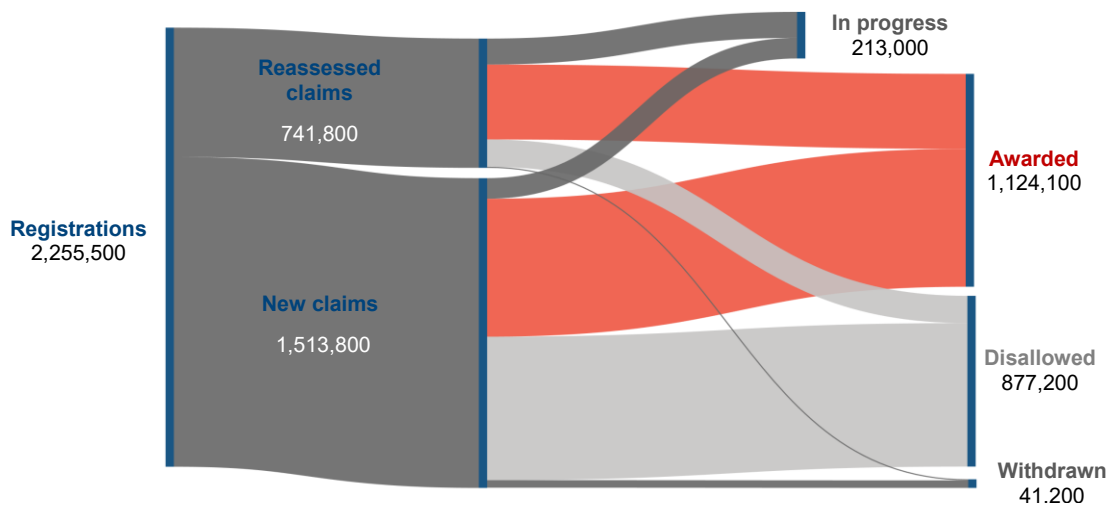 Registrations
2,255,500
Reassessed
claims
741,800
New claims
1,513,800
In progress
213,000
Awarded
1,124,100
Disallowed
877,200
Withdrawn
41,200